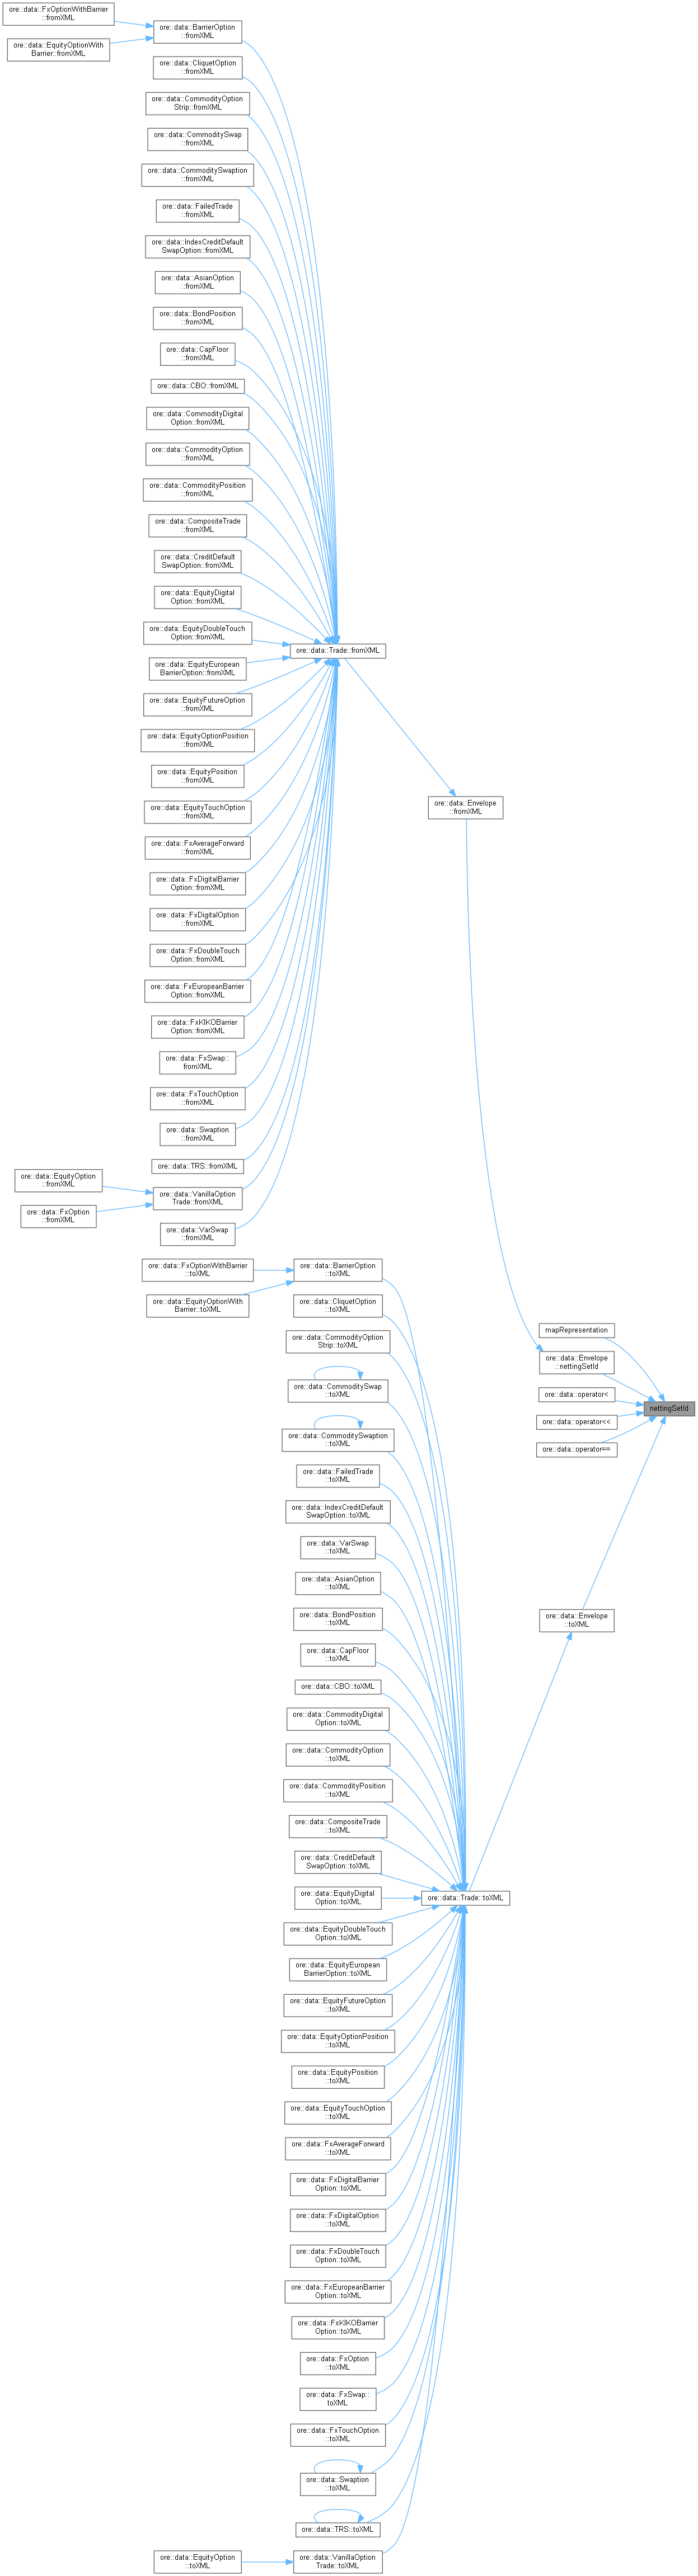 ore::data::FxOptionWithBarrier
::fromXML
ore::data::EquityOptionWith
Barrier::fromXML
ore::data::BarrierOption
::fromXML
ore::data::CliquetOption
::fromXML
ore::data::CommodityOption
Strip::fromXML
ore::data::CommoditySwap
::fromXML
ore::data::CommoditySwaption
::fromXML
ore::data::FailedTrade
::fromXML
ore::data::IndexCreditDefault
SwapOption::fromXML
ore::data::AsianOption
::fromXML
ore::data::BondPosition
::fromXML
ore::data::CapFloor
::fromXML
ore::data::CBO::fromXML
ore::data::CommodityDigital
Option::fromXML
ore::data::CommodityOption
::fromXML
ore::data::CommodityPosition
::fromXML
ore::data::CompositeTrade
::fromXML
ore::data::CreditDefault
SwapOption::fromXML
ore::data::EquityDigital
Option::fromXML
ore::data::EquityDoubleTouch
Option::fromXML
ore::data::Trade::fromXML
ore::data::EquityEuropean
BarrierOption::fromXML
ore::data::EquityFutureOption
::fromXML
ore::data::EquityOptionPosition
::fromXML
ore::data::EquityPosition
::fromXML
ore::data::EquityTouchOption
::fromXML
ore::data::Envelope
::fromXML
ore::data::FxAverageForward
::fromXML
ore::data::FxDigitalBarrier
Option::fromXML
ore::data::FxDigitalOption
::fromXML
ore::data::FxDoubleTouch
Option::fromXML
ore::data::FxEuropeanBarrier
Option::fromXML
ore::data::FxKIKOBarrier
Option::fromXML
ore::data::FxSwap::
fromXML
ore::data::FxTouchOption
::fromXML
ore::data::Swaption
::fromXML
ore::data::TRS::fromXML
ore::data::EquityOption
::fromXML
ore::data::FxOption
::fromXML
ore::data::VanillaOption
Trade::fromXML
ore::data::VarSwap
::fromXML
ore::data::FxOptionWithBarrier
::toXML
ore::data::EquityOptionWith
Barrier::toXML
ore::data::BarrierOption
::toXML
ore::data::CliquetOption
::toXML
ore::data::CommodityOption
Strip::toXML
mapRepresentation
ore::data::Envelope
::nettingSetId
ore::data::operator<
ore::data::operator<<
ore::data::operator==
nettingSetId
ore::data::CommoditySwap
::toXML
ore::data::CommoditySwaption
::toXML
ore::data::FailedTrade
::toXML
ore::data::IndexCreditDefault
SwapOption::toXML
ore::data::VarSwap
::toXML
ore::data::AsianOption
::toXML
ore::data::BondPosition
::toXML
ore::data::Envelope
::toXML
ore::data::CapFloor
::toXML
ore::data::CBO::toXML
ore::data::CommodityDigital
Option::toXML
ore::data::CommodityOption
::toXML
ore::data::CommodityPosition
::toXML
ore::data::CompositeTrade
::toXML
ore::data::CreditDefault
SwapOption::toXML
ore::data::EquityDigital
Option::toXML
ore::data::Trade::toXML
ore::data::EquityDoubleTouch
Option::toXML
ore::data::EquityEuropean
BarrierOption::toXML
ore::data::EquityFutureOption
::toXML
ore::data::EquityOptionPosition
::toXML
ore::data::EquityPosition
::toXML
ore::data::EquityTouchOption
::toXML
ore::data::FxAverageForward
::toXML
ore::data::FxDigitalBarrier
Option::toXML
ore::data::FxDigitalOption
::toXML
ore::data::FxDoubleTouch
Option::toXML
ore::data::FxEuropeanBarrier
Option::toXML
ore::data::FxKIKOBarrier
Option::toXML
ore::data::FxOption
::toXML
ore::data::FxSwap::
toXML
ore::data::FxTouchOption
::toXML
ore::data::Swaption
::toXML
ore::data::TRS::toXML
ore::data::EquityOption
::toXML
ore::data::VanillaOption
Trade::toXML